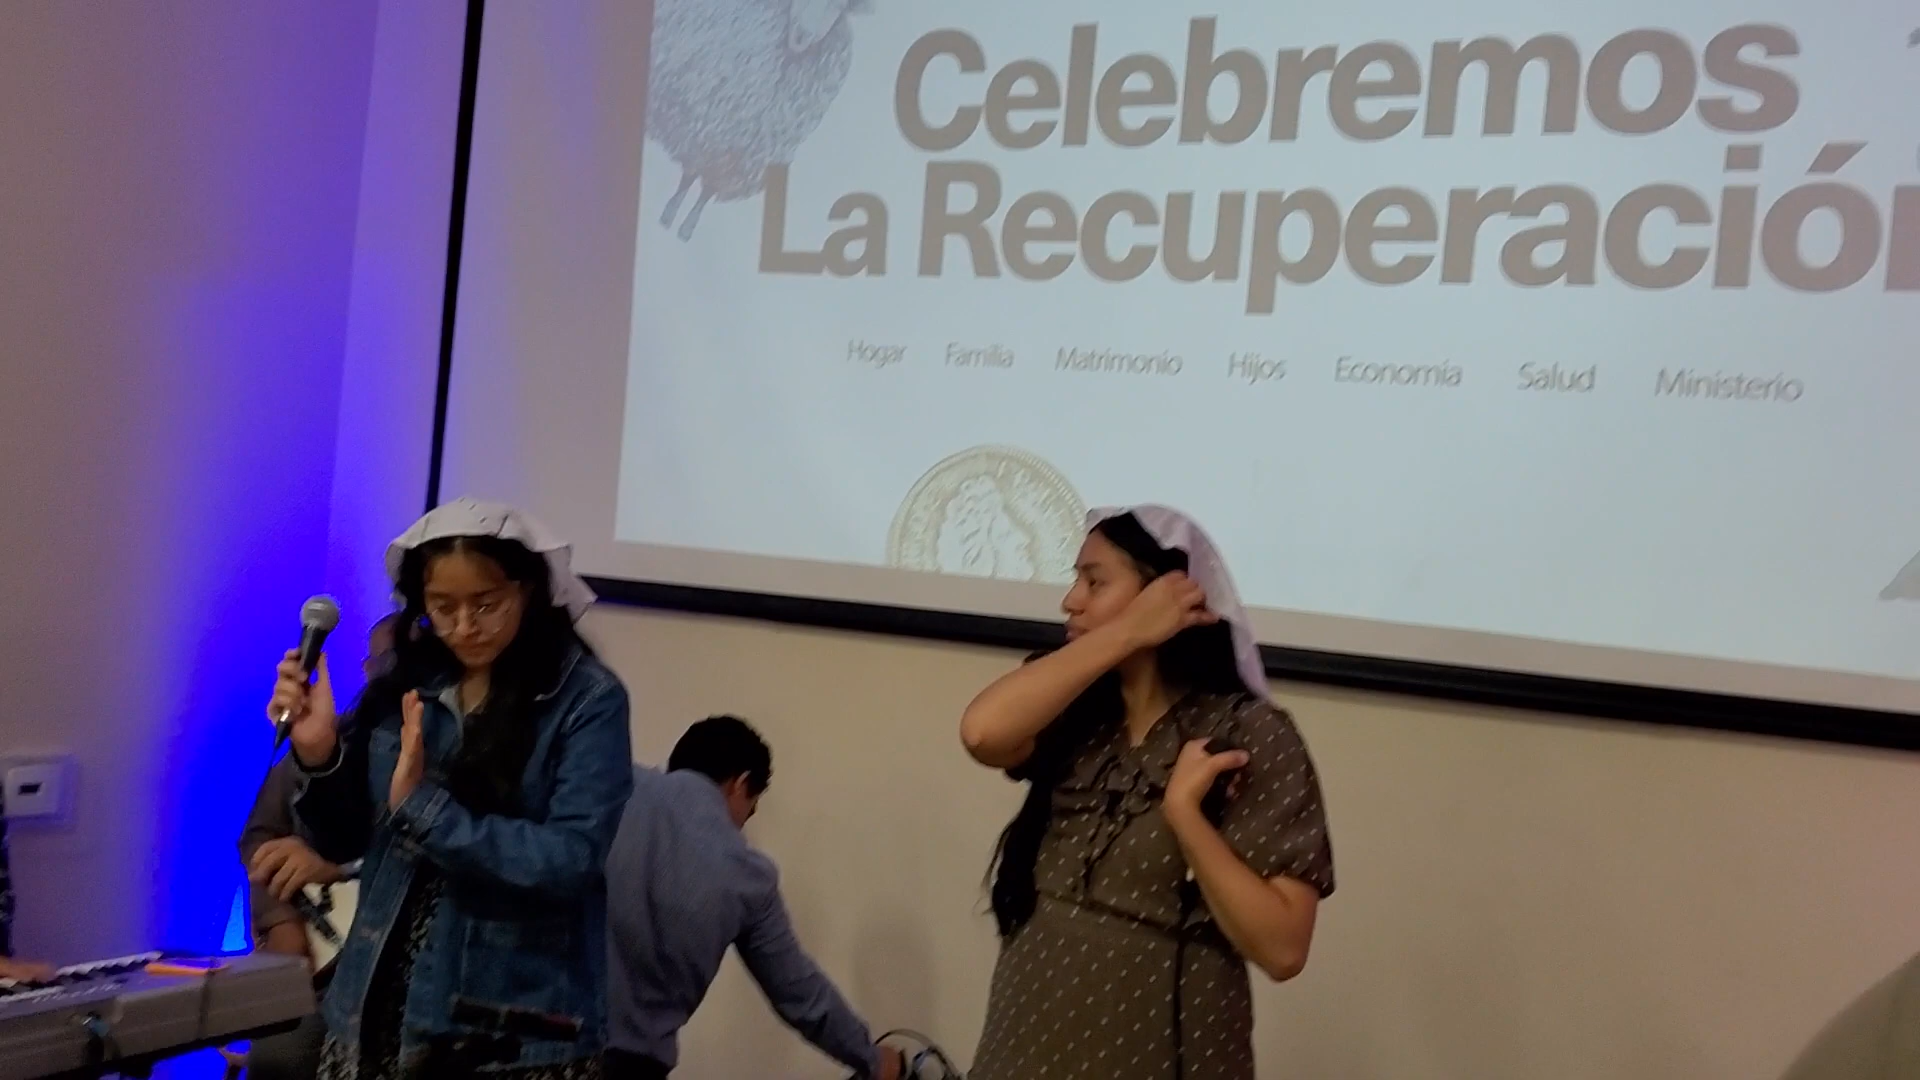 Celebremos
La Recuperación
Hogar Familia Matrimonio Hijos Economía Salud Ministerio